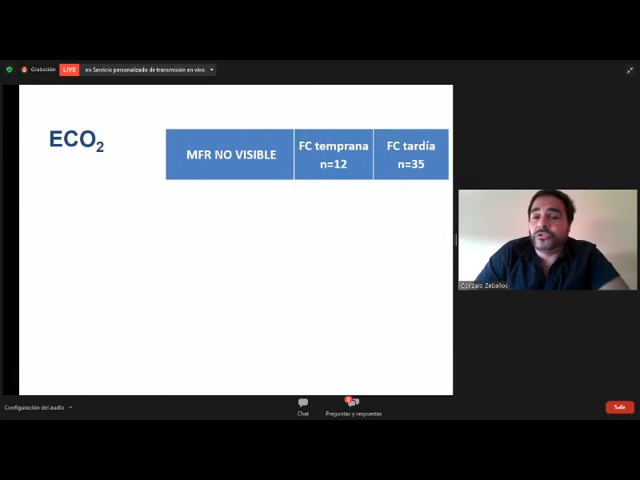 Grabación
LIVE
en Servicio personalizado de transmisión en vivo
ECO2
MFR NO VISIBLE
FC temprana
n=12
FC tardía
n=35
Gonzalo Zeballos
Configuración del audio
Chat
Preguntas y respuestas
Salir